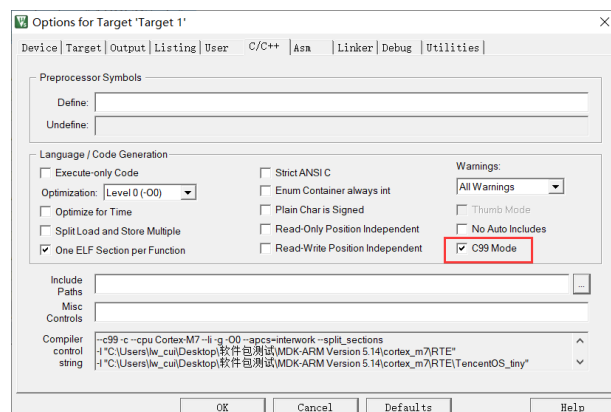 Options for Target 'Target 1'
Device Target Output Listing User C/C++ Asm Linker Debug Utilities
Preprocessor Symbols
Define:
Undefine:
Language / Code Generation
Execute-only Code
Strict ANSI C
Warnings:
Optimization: Level 0 (-O0)
Enum Container always int
All Warnings
Optimize for Time
Plain Char is Signed
Thumb Mode
Split Load and Store Multiple
Read-Only Position Independent
No Auto Includes
One ELF Section per Function
Read-Write Position Independent
C99 Mode
Include
Paths
...
Misc
Controls
Compiler
control
string
--c99 -c --cpu Cortex-M7 --li -g -O0 --apcs=interwork --split_sections
-I "C:\Users\lw_cui\Desktop\软件包测试\MDK-ARM Version 5.14\cortex_m7\RTE"
-I "C:\Users\lw_cui\Desktop\软件包测试\MDK-ARM Version 5.14\cortex_m7\RTE\TencentOS_tiny"
OK Cancel Defaults Help